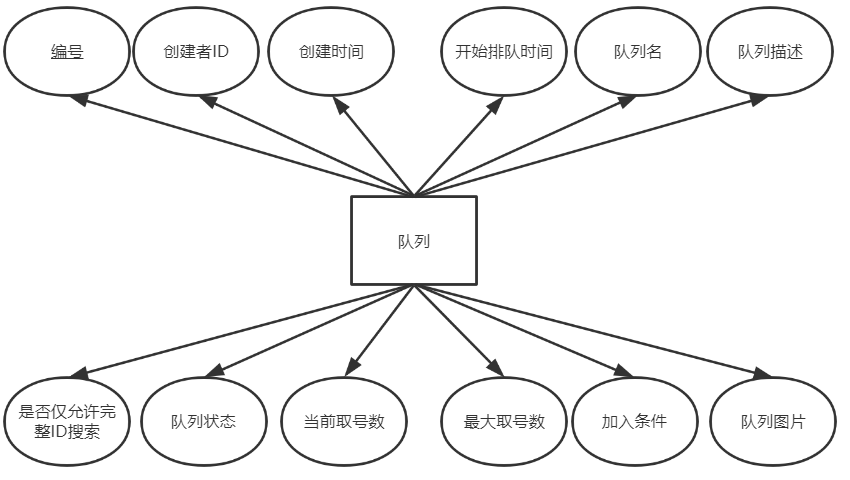 编号
创建者ID
创建时间
开始排队时间
队列名
队列描述
队列
是否仅允许完
整ID搜索
队列状态
当前取号数
最大取号数
加入条件
队列图片